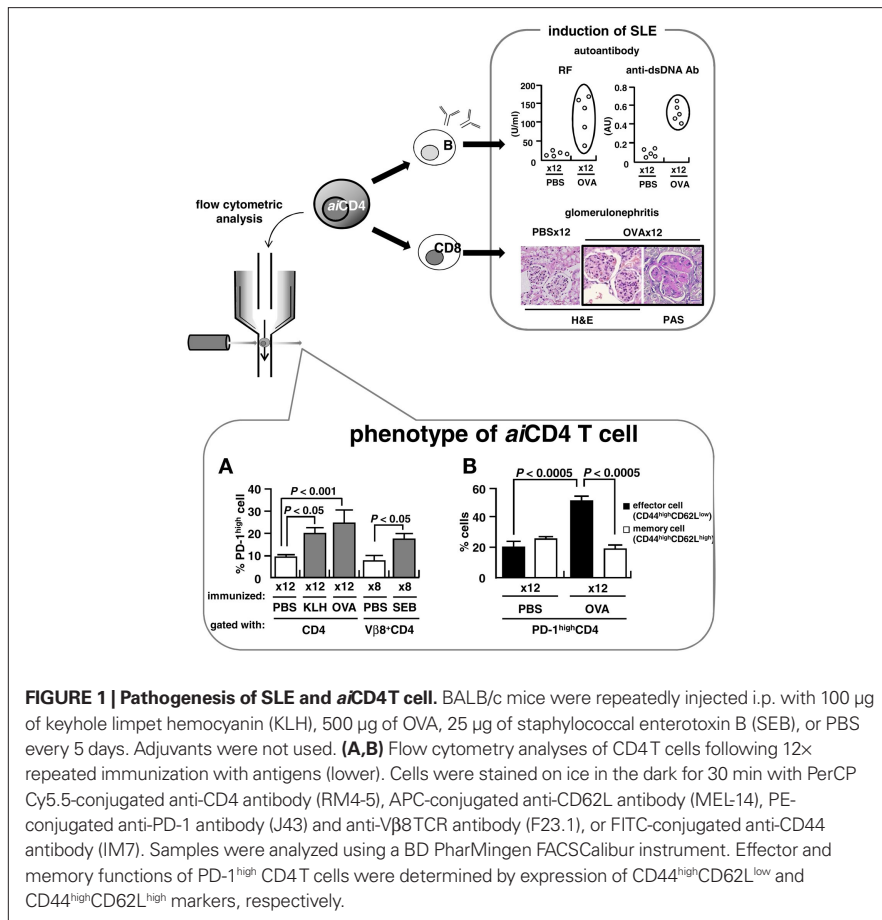 induction of SLE
autoantibody
RF
anti-dsDNA Ab
200
150
100
50
0
(U/ml)
x12 x12
PBS OVA
0.8
0.6
0.4
0.2
0
(AU)
x12 x12
PBS OVA
B
aiCD4
CD8
flow cytometric
analysis
glomerulonephritis
PBSx12 OVAx12
H&E PAS
phenotype of aiCD4 T cell
A
% PD-1high cell
40
30
20
10
0
P < 0.001
P < 0.05
P < 0.05
x12 x12 x12 x8 x8
immunized:
PBS KLH OVA PBS SEB
gated with:
CD4 Vβ8+CD4
B
% cells
60
40
20
0
P < 0.0005 P < 0.0005
effector cell
(CD44highCD62Llow)
memory cell
(CD44highCD62Lhigh)
x12 x12
PBS OVA
PD-1highCD4
FIGURE 1 | Pathogenesis of SLE and aiCD4 T cell. BALB/c mice were repeatedly injected i.p. with 100 µg
of keyhole limpet hemocyanin (KLH), 500 µg of OVA, 25 µg of staphylococcal enterotoxin B (SEB), or PBS
every 5 days. Adjuvants were not used. (A,B) Flow cytometry analyses of CD4 T cells following 12×
repeated immunization with antigens (lower). Cells were stained on ice in the dark for 30 min with PerCP
Cy5.5-conjugated anti-CD4 antibody (RM4-5), APC-conjugated anti-CD62L antibody (MEL-14), PE-
conjugated anti-PD-1 antibody (J43) and anti-Vβ8 TCR antibody (F23.1), or FITC-conjugated anti-CD44
antibody (IM7). Samples were analyzed using a BD PharMingen FACSCalibur instrument. Effector and
memory functions of PD-1high CD4 T cells were determined by expression of CD44highCD62Llow and
CD44highCD62Lhigh markers, respectively.